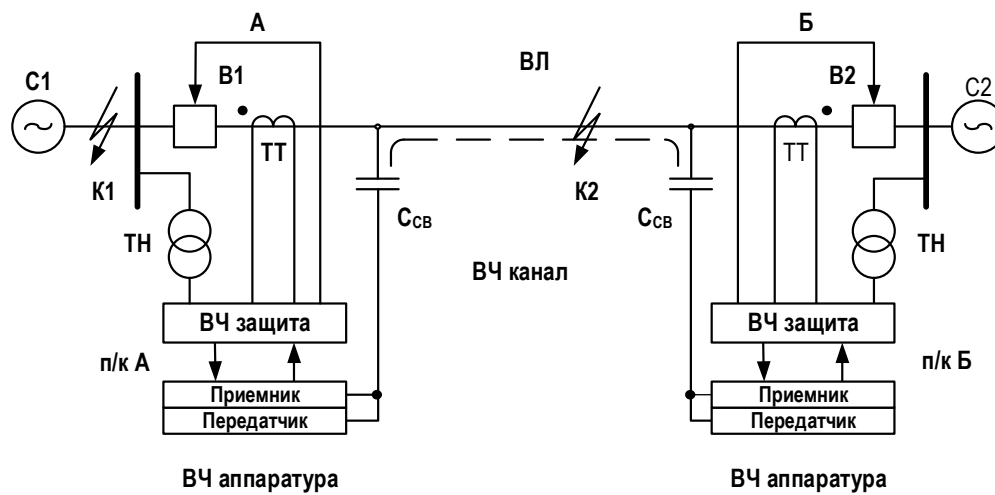 А
Б
ВЛ
С1
В1
В2
С2
ТТ
ТТ
К1
К2
ТН
ССВ
ССВ
ТН
ВЧ канал
ВЧ защита
ВЧ защита
п/к А
п/к Б
Приемник
Приемник
Передатчик
Передатчик
ВЧ аппаратура
ВЧ аппаратура